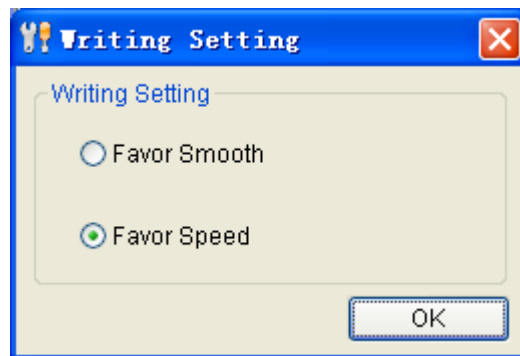 Writing Setting
Writing Setting
Favor Smooth
Favor Speed
OK